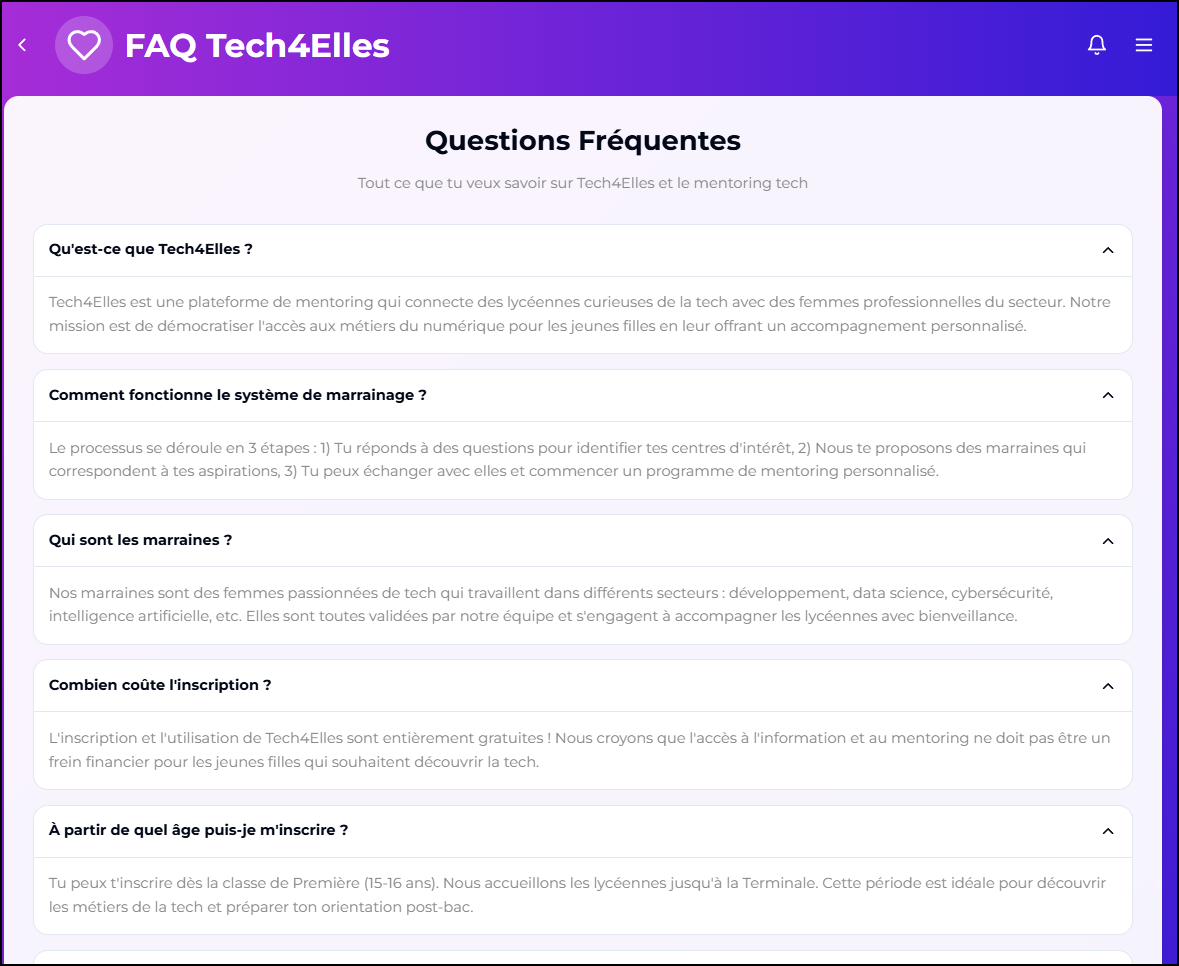 FAQ Tech4Elles
Questions Fréquentes
Tout ce que tu veux savoir sur Tech4Elles et le mentoring tech
Qu'est-ce que Tech4Elles ?
Tech4Elles est une plateforme de mentoring qui connecte des lycéennes curieuses de la tech avec des femmes professionnelles du secteur. Notre
mission est de démocratiser l'accès aux métiers du numérique pour les jeunes filles en leur offrant un accompagnement personnalisé.
Comment fonctionne le système de marrainage ?
Le processus se déroule en 3 étapes : 1) Tu réponds à des questions pour identifier tes centres d'intérêt, 2) Nous te proposons des marraines qui
correspondent à tes aspirations, 3) Tu peux échanger avec elles et commencer un programme de mentoring personnalisé.
Qui sont les marraines ?
Nos marraines sont des femmes passionnées de tech qui travaillent dans différents secteurs : développement, data science, cybersécurité,
intelligence artificielle, etc. Elles sont toutes validées par notre équipe et s'engagent à accompagner les lycéennes avec bienveillance.
Combien coûte l'inscription ?
L'inscription et l'utilisation de Tech4Elles sont entièrement gratuites ! Nous croyons que l'accès à l'information et au mentoring ne doit pas être un
frein financier pour les jeunes filles qui souhaitent découvrir la tech.
À partir de quel âge puis-je m'inscrire ?
Tu peux t'inscrire dès la classe de Première (15-16 ans). Nous accueillons les lycéennes jusqu'à la Terminale. Cette période est idéale pour découvrir
les métiers de la tech et préparer ton orientation post-bac.